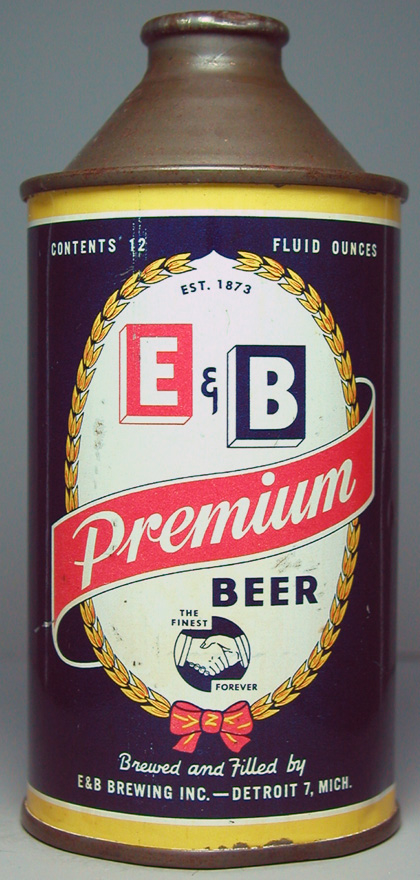 CONTENTS 12 FLUID OUNCES
EST. 1873
E & B
Premium
BEER
THE
FINEST
FOREVER
Brewed and Filled by
E&B BREWING INC.—DETROIT 7, MICH.